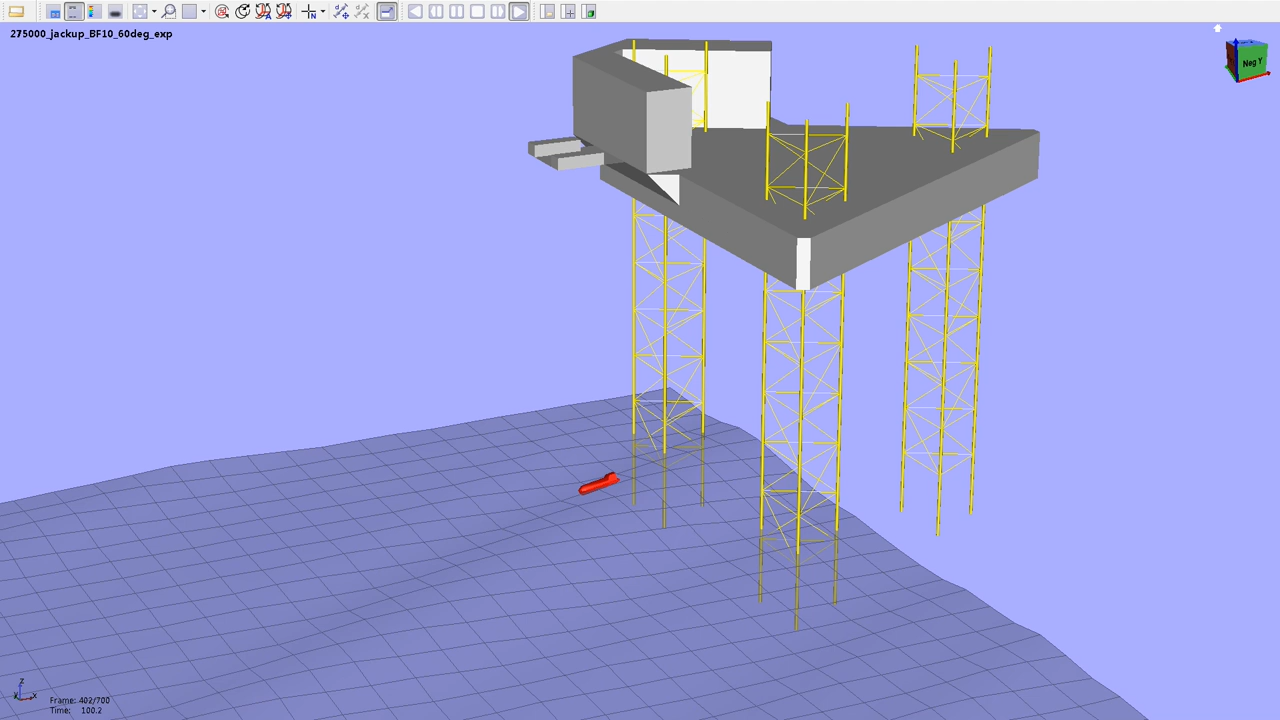 275000_jackup_BF10_60deg_exp
Neg Y
Z
Y X
Frame: 402/700
Time: 100.2